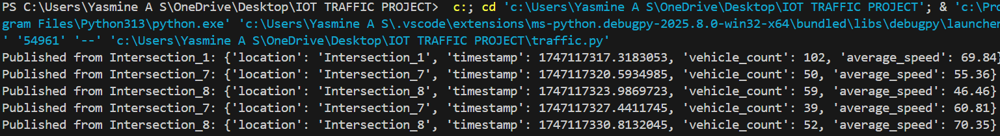 PS C:\Users\Yasmine A S\OneDrive\Desktop\IOT TRAFFIC PROJECT>  c:; cd 'c:\Users\Yasmine A S\OneDrive\Desktop\IOT TRAFFIC PROJECT'; & 'c:\Pro
gram Files\Python313\python.exe' 'c:\Users\Yasmine A S\.vscode\extensions\ms-python.debugpy-2025.8.0-win32-x64\bundled\libs\debugpy\launcher
' '54961' '--' 'c:\Users\Yasmine A S\OneDrive\Desktop\IOT TRAFFIC PROJECT\traffic.py'
Published from Intersection_1: {'location': 'Intersection_1', 'timestamp': 1747117317.3183053, 'vehicle_count': 102, 'average_speed': 69.84}
Published from Intersection_7: {'location': 'Intersection_7', 'timestamp': 1747117320.5934985, 'vehicle_count': 50, 'average_speed': 55.36}
Published from Intersection_8: {'location': 'Intersection_8', 'timestamp': 1747117323.9869723, 'vehicle_count': 59, 'average_speed': 46.46}
Published from Intersection_7: {'location': 'Intersection_7', 'timestamp': 1747117327.4411745, 'vehicle_count': 39, 'average_speed': 60.81}
Published from Intersection_8: {'location': 'Intersection_8', 'timestamp': 1747117330.8132045, 'vehicle_count': 52, 'average_speed': 70.35}